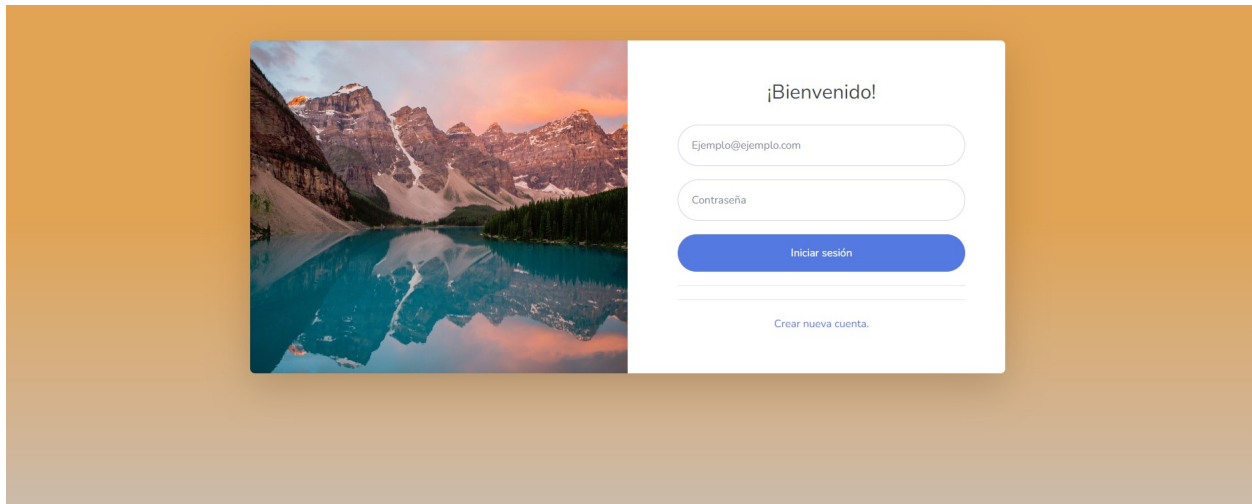 ¡Bienvenido!
Ejemplo@ejemplo.com
Contraseña
Iniciar sesión
Crear nueva cuenta.